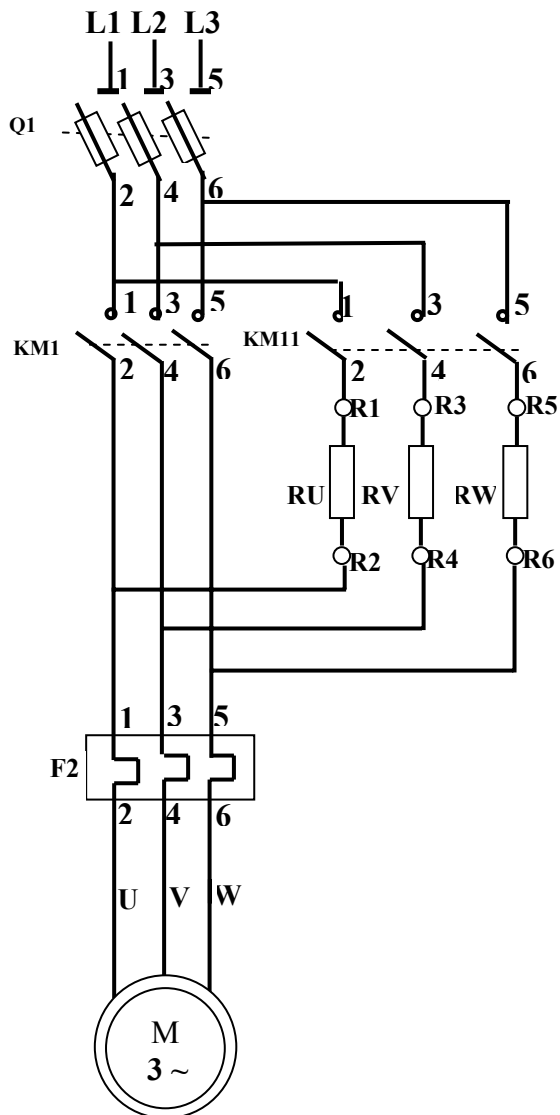 L1 L2 L3
1 3 5
Q1
2 4 6
1 3 5 1 3 5
KM1 KM11
2 4 6 2 4 6
R1 R3 R5
RU RV RW
R2 R4 R6
1 3 5
F2
2 4 6
U V W
M
3 ~